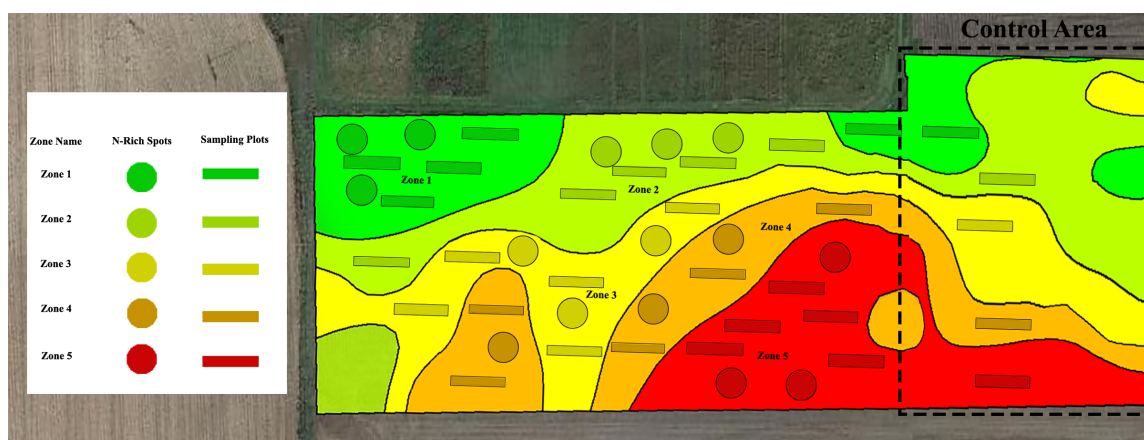 Control Area
Zone Name N-Rich Spots Sampling Plots
Zone 1
Zone 2
Zone 3
Zone 4
Zone 5
Zone 1
Zone 2
Zone 4
Zone 3
Zone 5